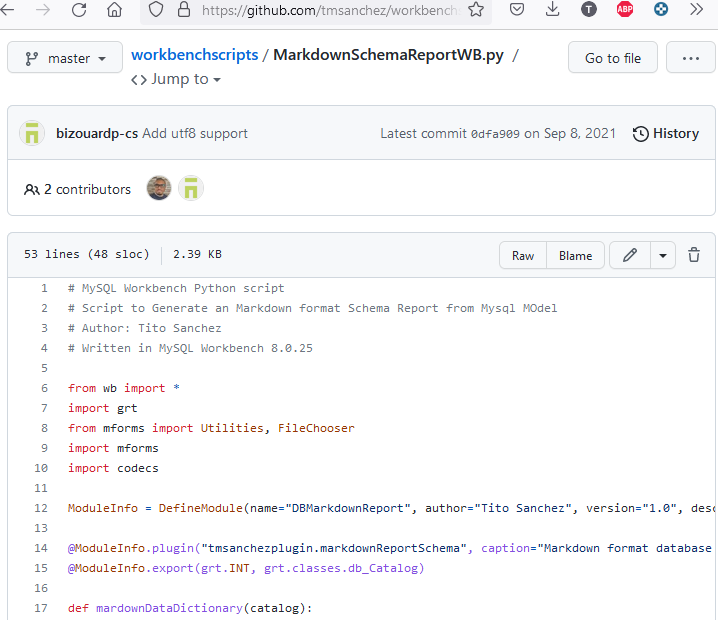 https://github.com/tmsanchez/workbenchs
T
ABP
master
workbenchscripts / MarkdownSchemaReportWB.py /
Go to file
...
<> Jump to
bizouardp-cs Add utf8 support
Latest commit 0dfa909 on Sep 8, 2021
History
2 contributors
53 lines (48 sloc) 2.39 KB
Raw
Blame
1 # MySQL Workbench Python script
2 # Script to Generate an Markdown format Schema Report from Mysql MOdel
3 # Author: Tito Sanchez
4 # Written in MySQL Workbench 8.0.25
5
6 from wb import *
7 import grt
8 from mforms import Utilities, FileChooser
9 import mforms
10 import codecs
11
12 ModuleInfo = DefineModule(name="DBMarkdownReport", author="Tito Sanchez", version="1.0", desc
13
14 @ModuleInfo.plugin("tmsanchezplugin.markdownReportSchema", caption="Markdown format database
15 @ModuleInfo.export(grt.INT, grt.classes.db_Catalog)
16
17 def mardownDataDictionary(catalog):